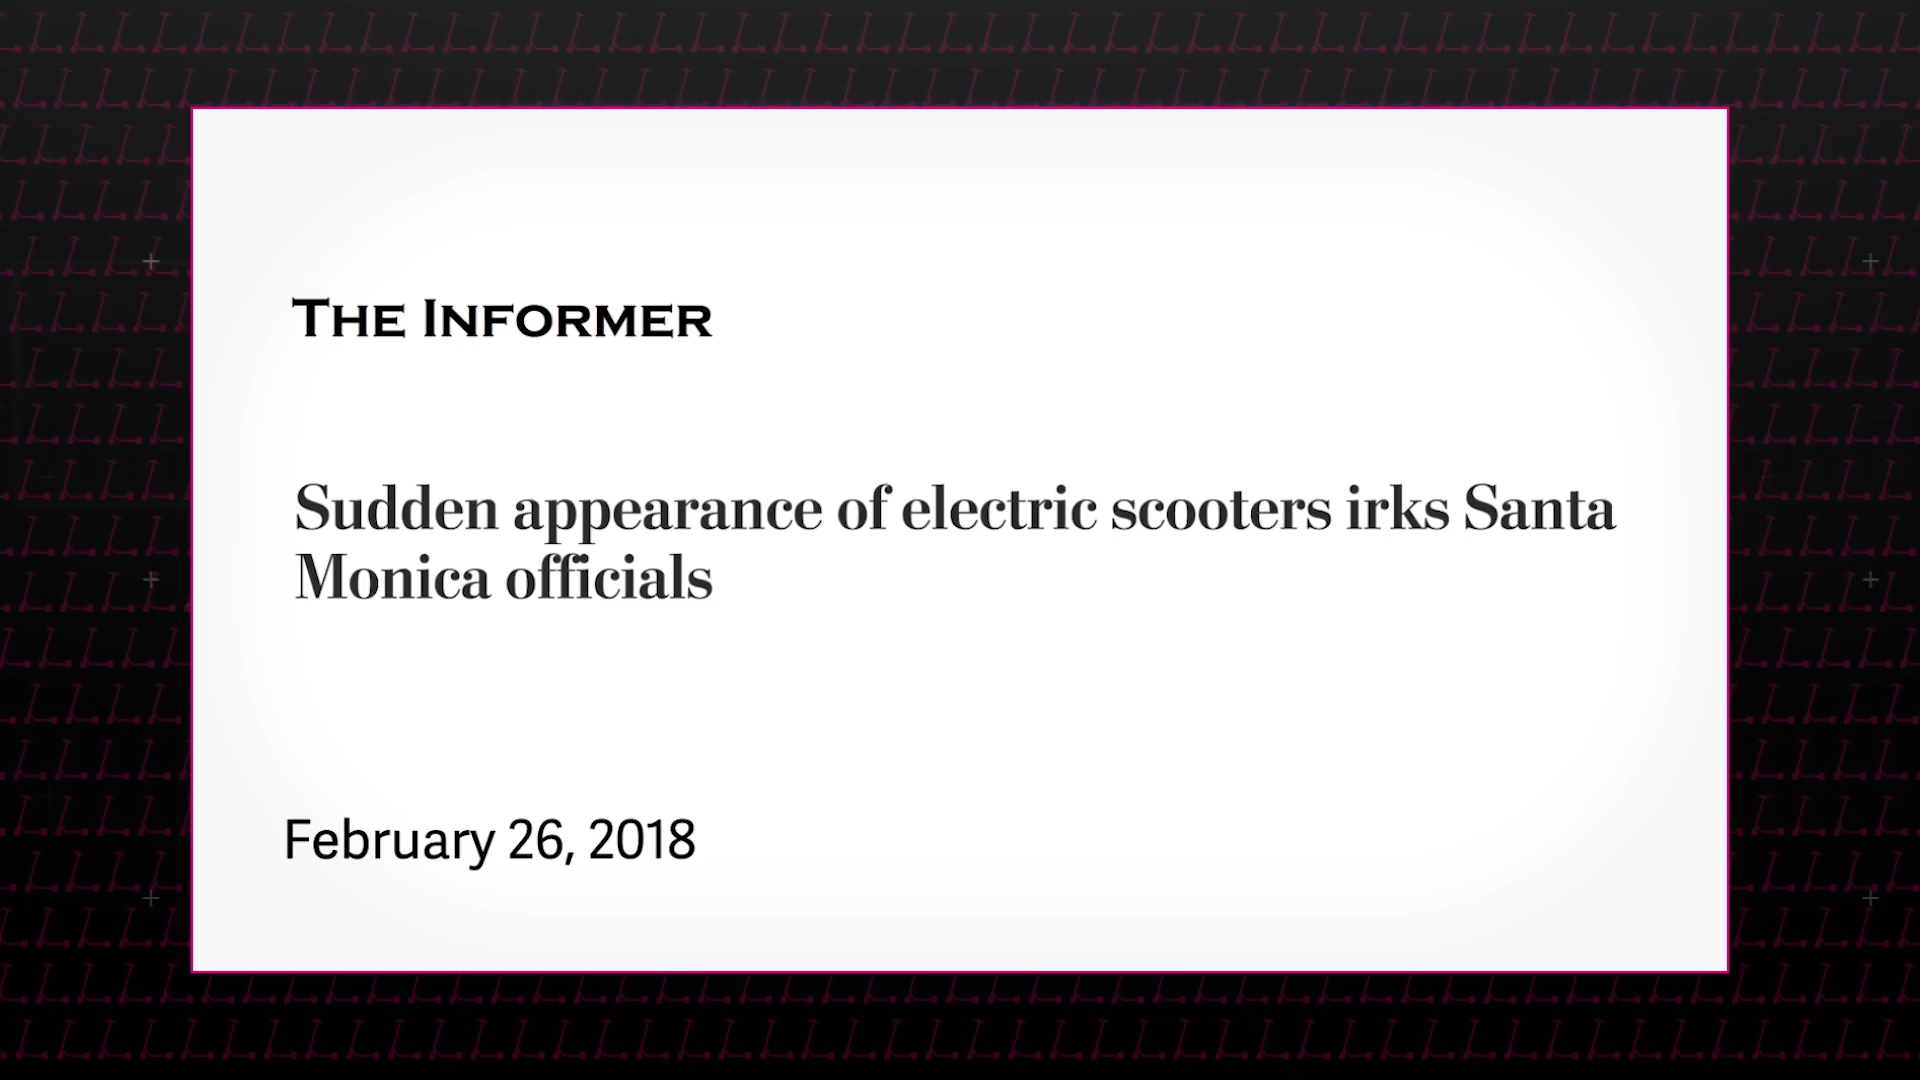 THE INFORMER
Sudden appearance of electric scooters irks Santa
Monica officials
February 26, 2018